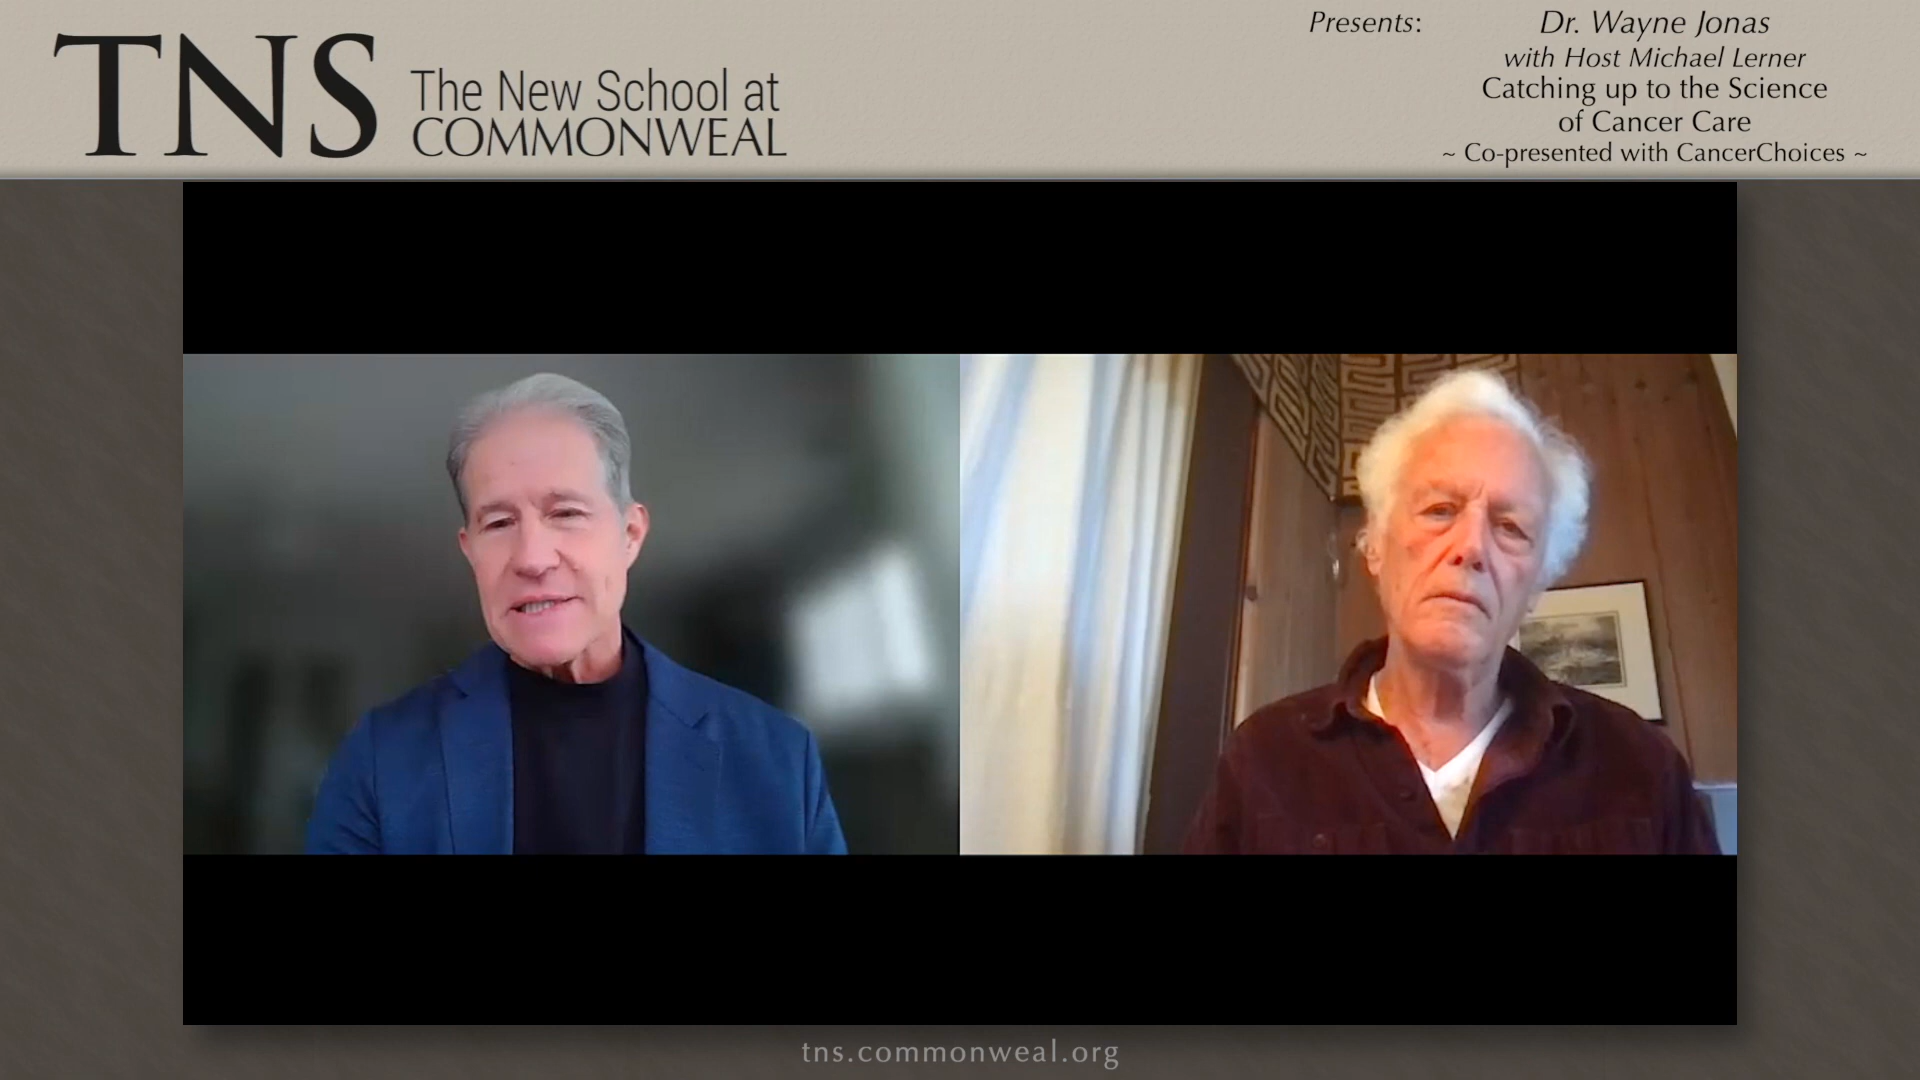 TNS
The New School at
COMMONWEAL
Presents:
Dr. Wayne Jonas
with Host Michael Lerner
Catching up to the Science
of Cancer Care
~ Co-presented with CancerChoices ~
tns.commonweal.org